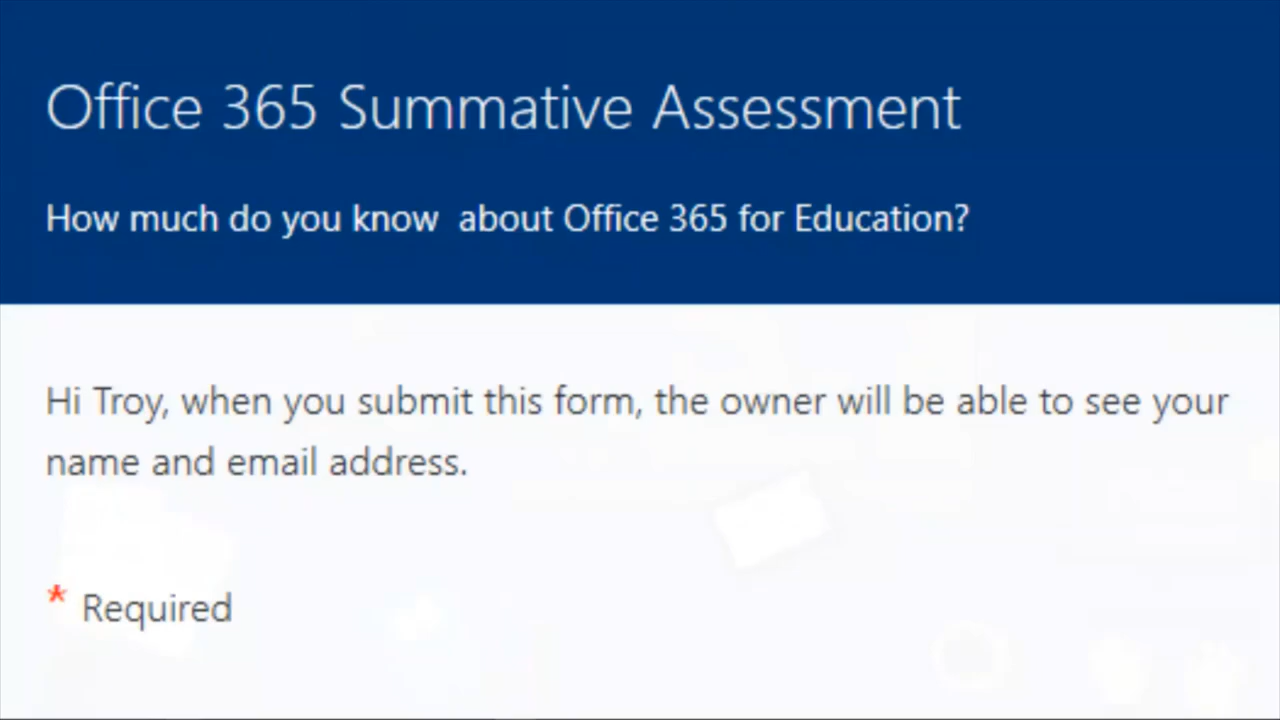 Office 365 Summative Assessment
How much do you know  about Office 365 for Education?
Hi Troy, when you submit this form, the owner will be able to see your
name and email address.
* Required